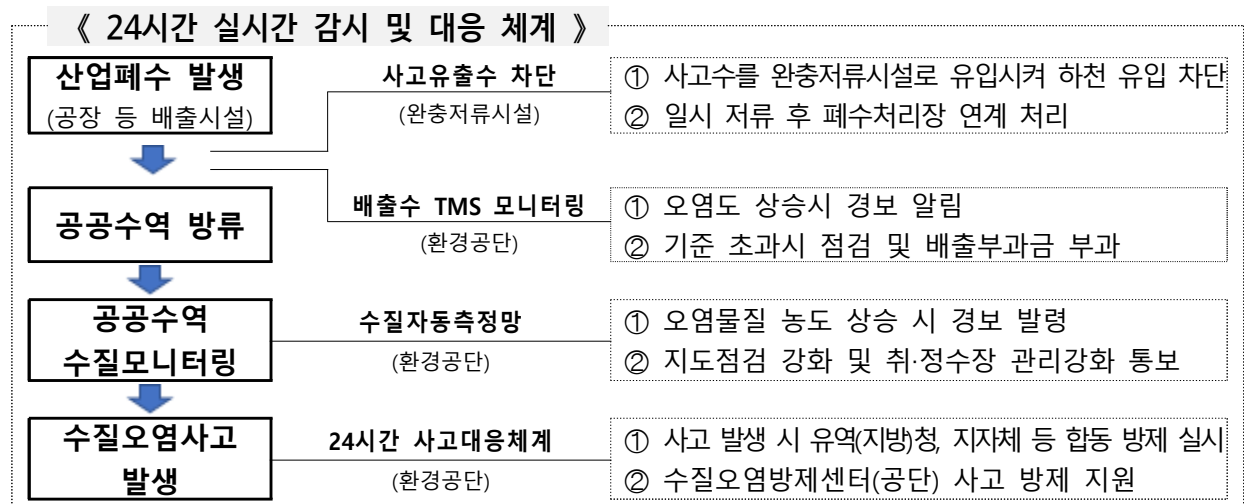 《 24시간 실시간 감시 및 대응 체계 》
산업폐수 발생
(공장 등 배출시설)
사고유출수 차단
(완충저류시설)
① 사고수를 완충저류시설로 유입시켜 하천 유입 차단
② 일시 저류 후 폐수처리장 연계 처리
공공수역 방류
배출수 TMS 모니터링
(환경공단)
① 오염도 상승시 경보 알림
② 기준 초과시 점검 및 배출부과금 부과
공공수역
수질모니터링
수질자동측정망
(환경공단)
① 오염물질 농도 상승 시 경보 발령
② 지도점검 강화 및 취·정수장 관리강화 통보
수질오염사고
발생
24시간 사고대응체계
(환경공단)
① 사고 발생 시 유역(지방)청, 지자체 등 합동 방제 실시
② 수질오염방제센터(공단) 사고 방제 지원